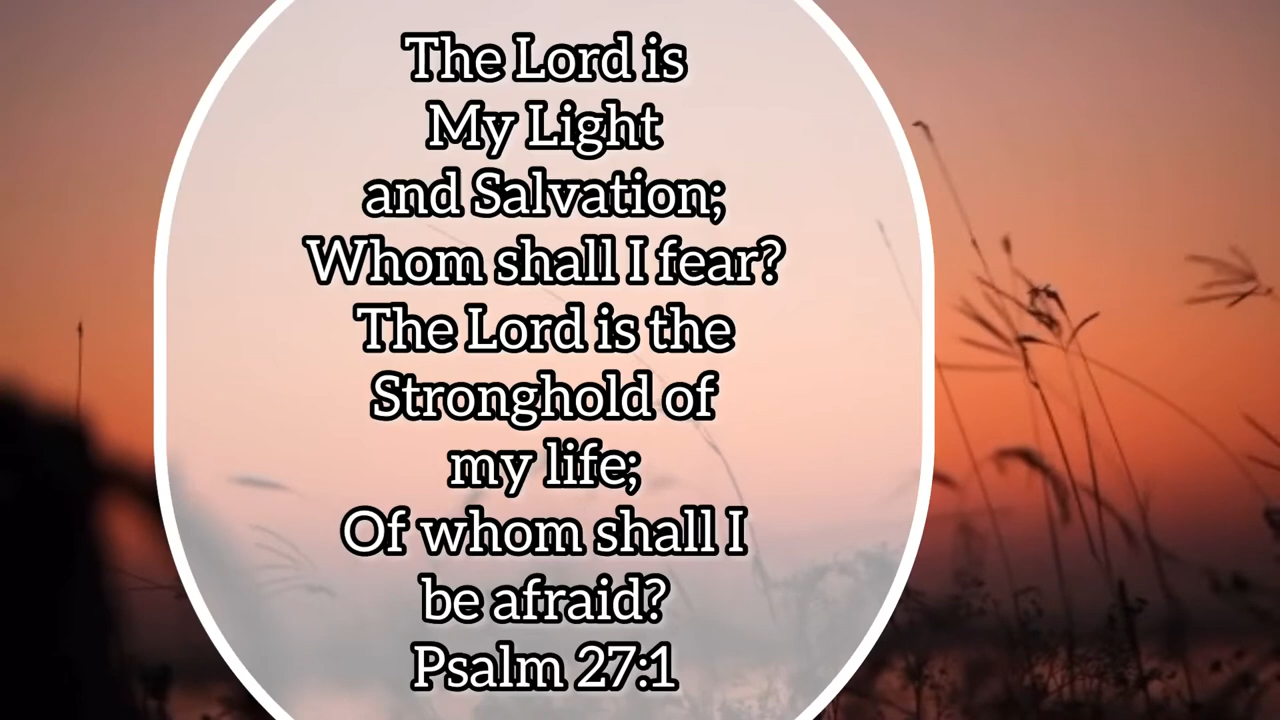 The Lord is
My Light
and Salvation;
Whom shall I fear?
The Lord is the
Stronghold of
my life;
Of whom shall I
be afraid?
Psalm 27:1